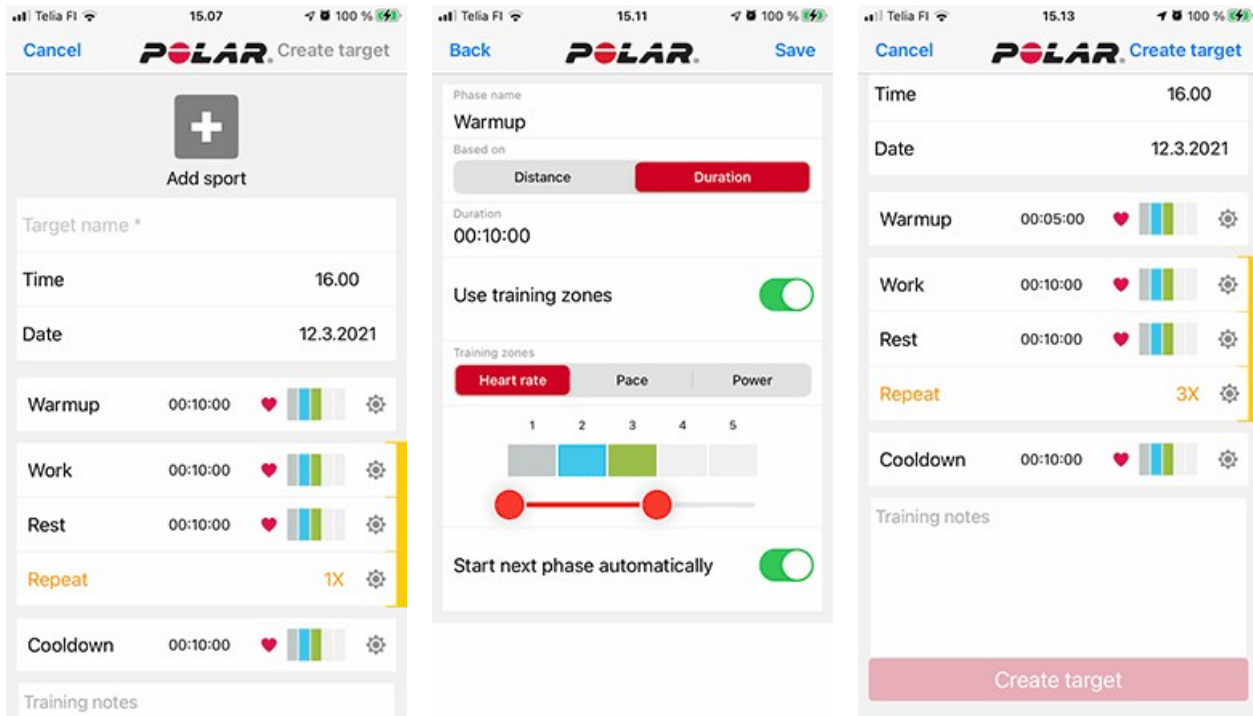 Telia FI 15.07 100 %
Cancel POLAR. Create target
Add sport
Target name *
Time 16.00
Date 12.3.2021
Warmup 00:10:00
Work 00:10:00
Rest 00:10:00
Repeat 1X
Cooldown 00:10:00
Training notes
Telia FI 15.11 100 %
Back POLAR. Save
Phase name
Warmup
Based on
Distance Duration
Duration
00:10:00
Use training zones
Training zones
Heart rate Pace Power
1 2 3 4 5
Start next phase automatically
Telia FI 15.13 100 %
Cancel POLAR. Create target
Time 16.00
Date 12.3.2021
Warmup 00:05:00
Work 00:10:00
Rest 00:10:00
Repeat 3X
Cooldown 00:10:00
Training notes
Create target